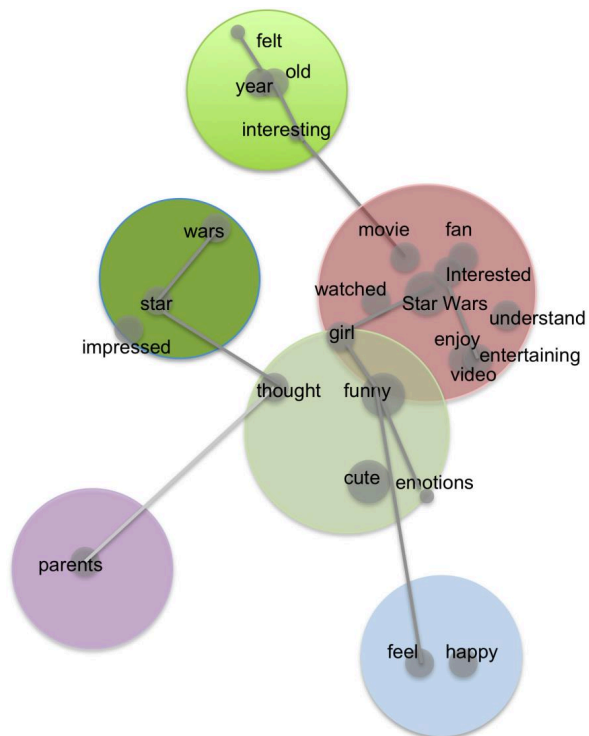 felt
old
year
interesting
wars
movie
fan
Interested
watched
Star Wars
star
understand
girl
enjoy
impressed
entertaining
video
thought
funny
cute
emotions
parents
feel
happy